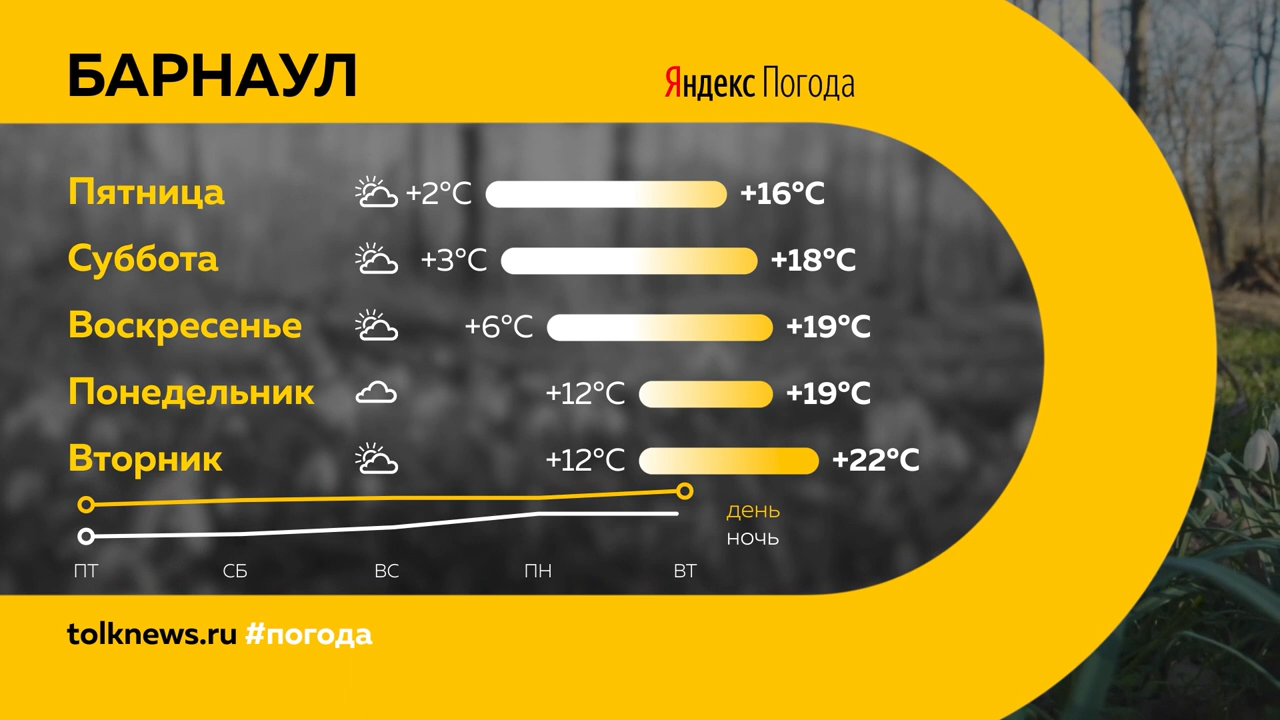 БАРНАУЛ
Яндекс Погода
Пятница +2°C +16°C
Суббота +3°C +18°C
Воскресенье +6°C +19°C
Понедельник +12°C +19°C
Вторник +12°C +22°C
день
ночь
ПТ СБ ВС ПН ВТ
tolknews.ru #погода